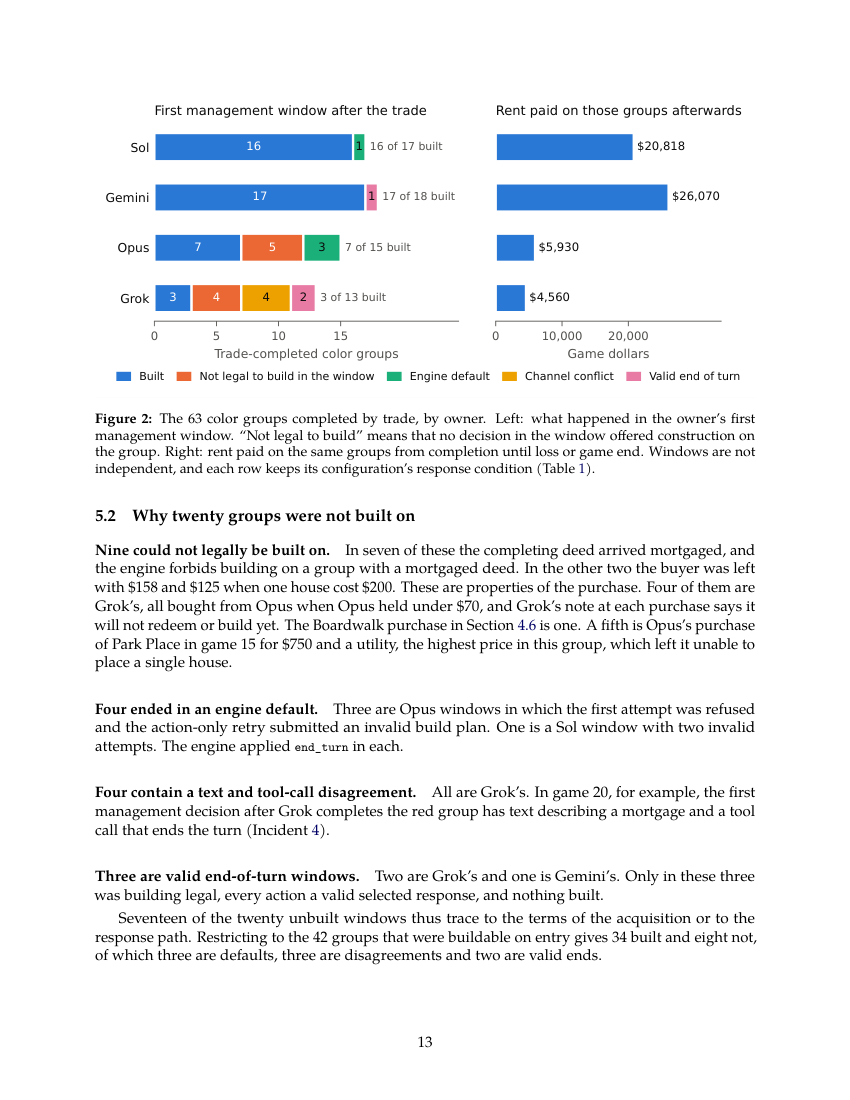 First management window after the trade
Rent paid on those groups afterwards
Sol 16 1 16 of 17 built $20,818
Gemini 17 1 17 of 18 built $26,070
Opus 7 5 3 7 of 15 built $5,930
Grok 3 4 4 2 3 of 13 built $4,560
0 5 10 15 0 10,000 20,000
Trade-completed color groups Game dollars
Built Not legal to build in the window Engine default Channel conflict Valid end of turn
Figure 2: The 63 color groups completed by trade, by owner. Left: what happened in the owner’s first
management window. “Not legal to build” means that no decision in the window offered construction on
the group. Right: rent paid on the same groups from completion until loss or game end. Windows are not
independent, and each row keeps its configuration’s response condition (Table 1).
5.2 Why twenty groups were not built on
Nine could not legally be built on. In seven of these the completing deed arrived mortgaged, and
the engine forbids building on a group with a mortgaged deed. In the other two the buyer was left
with $158 and $125 when one house cost $200. These are properties of the purchase. Four of them are
Grok’s, all bought from Opus when Opus held under $70, and Grok’s note at each purchase says it
will not redeem or build yet. The Boardwalk purchase in Section 4.6 is one. A fifth is Opus’s purchase
of Park Place in game 15 for $750 and a utility, the highest price in this group, which left it unable to
place a single house.
Four ended in an engine default. Three are Opus windows in which the first attempt was refused
and the action-only retry submitted an invalid build plan. One is a Sol window with two invalid
attempts. The engine applied end_turn in each.
Four contain a text and tool-call disagreement. All are Grok’s. In game 20, for example, the first
management decision after Grok completes the red group has text describing a mortgage and a tool
call that ends the turn (Incident 4).
Three are valid end-of-turn windows. Two are Grok’s and one is Gemini’s. Only in these three
was building legal, every action a valid selected response, and nothing built.
Seventeen of the twenty unbuilt windows thus trace to the terms of the acquisition or to the
response path. Restricting to the 42 groups that were buildable on entry gives 34 built and eight not,
of which three are defaults, three are disagreements and two are valid ends.
13